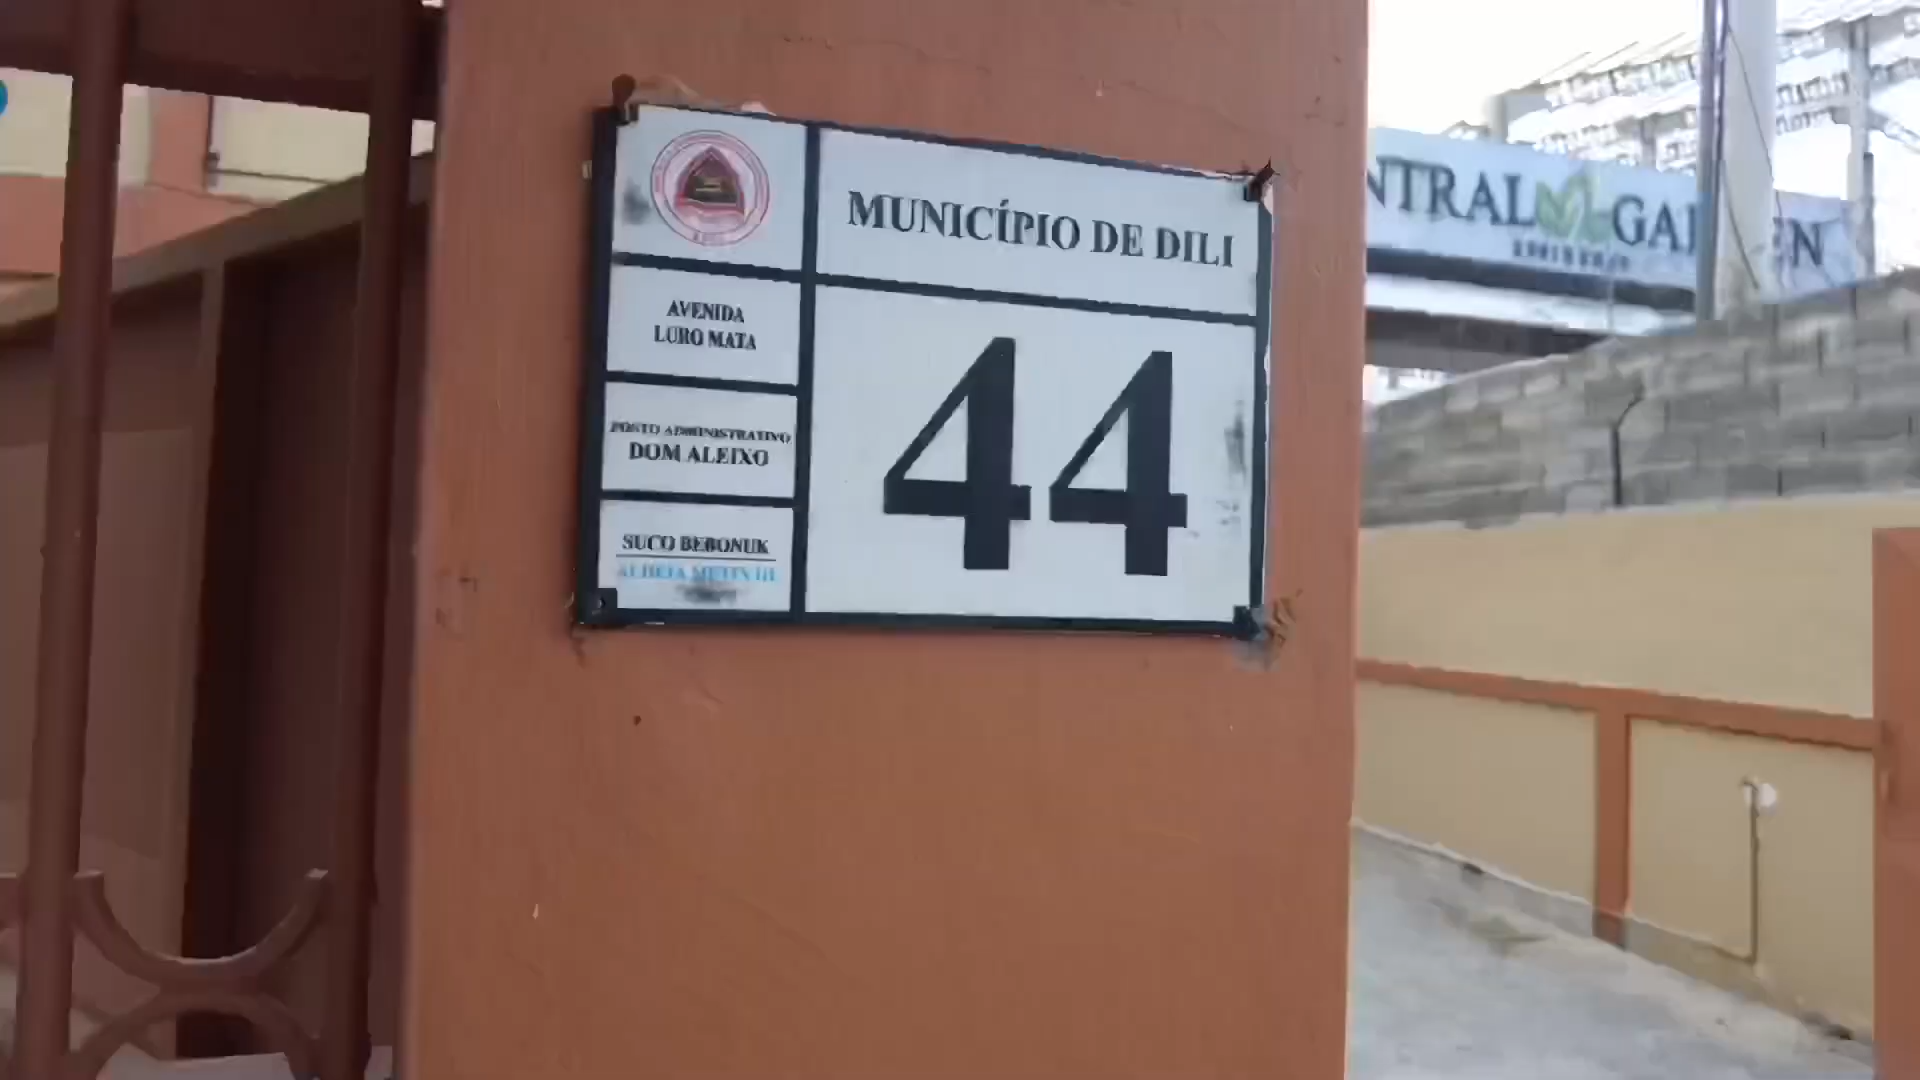 MUNICÍPIO DE DILI
AVENIDA
LURO MATA
POSTO ADMINISTRATIVO
DOM ALEIXO
SUCO BEBONUK
44
NTRAL GARDEN